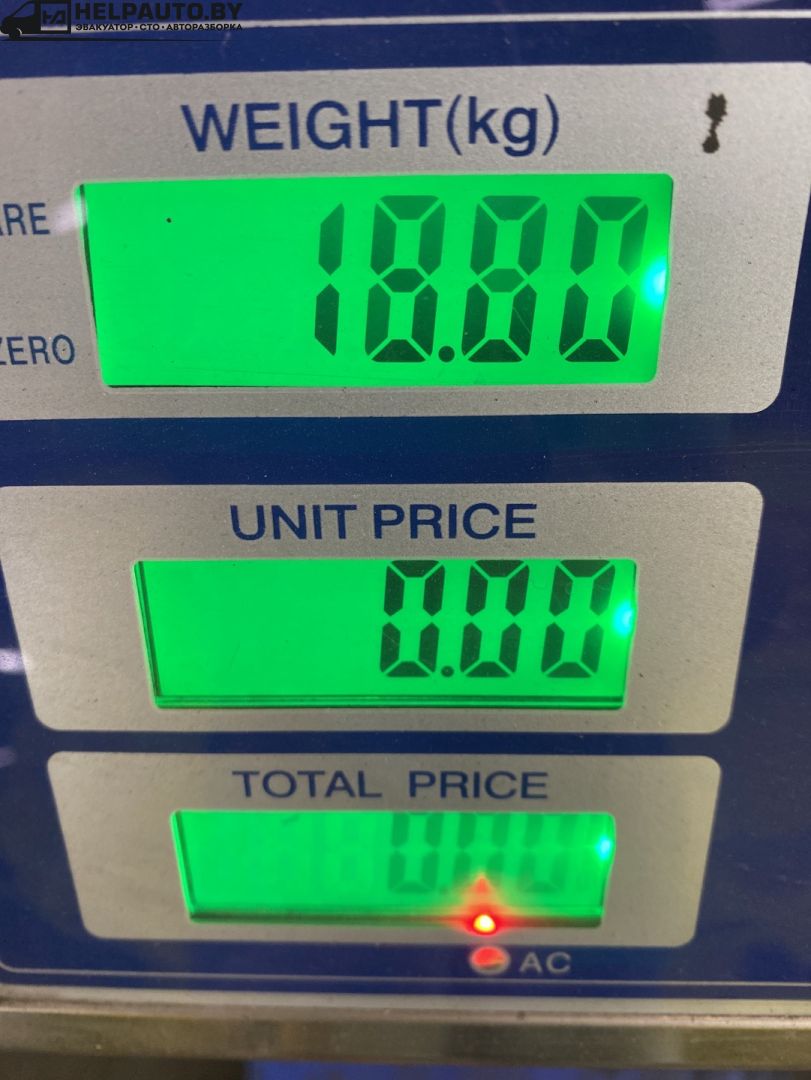 HELPAUTO.BY
ЭВАКУАТОР • СТО • АВТОРАЗБОРКА
WEIGHT(kg)
ARE
18.80
ZERO
UNIT PRICE
0.00
TOTAL PRICE
0.00
AC